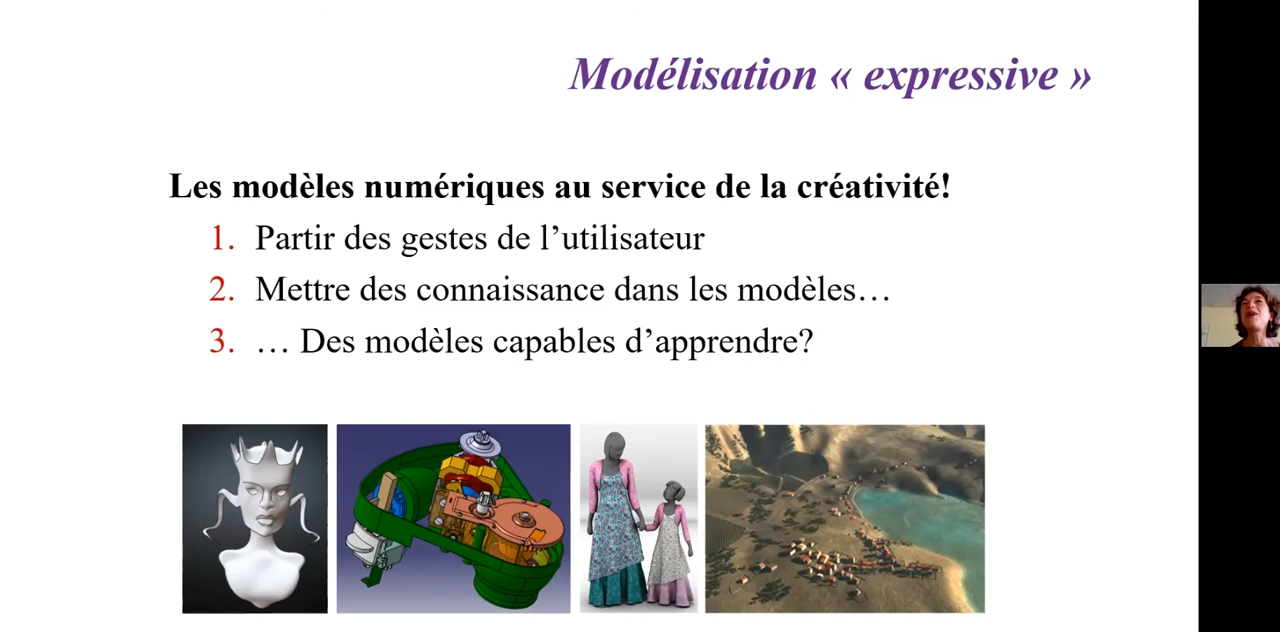 Modélisation « expressive »
Les modèles numériques au service de la créativité!
1. Partir des gestes de l’utilisateur
2. Mettre des connaissance dans les modèles…
3. … Des modèles capables d’apprendre?